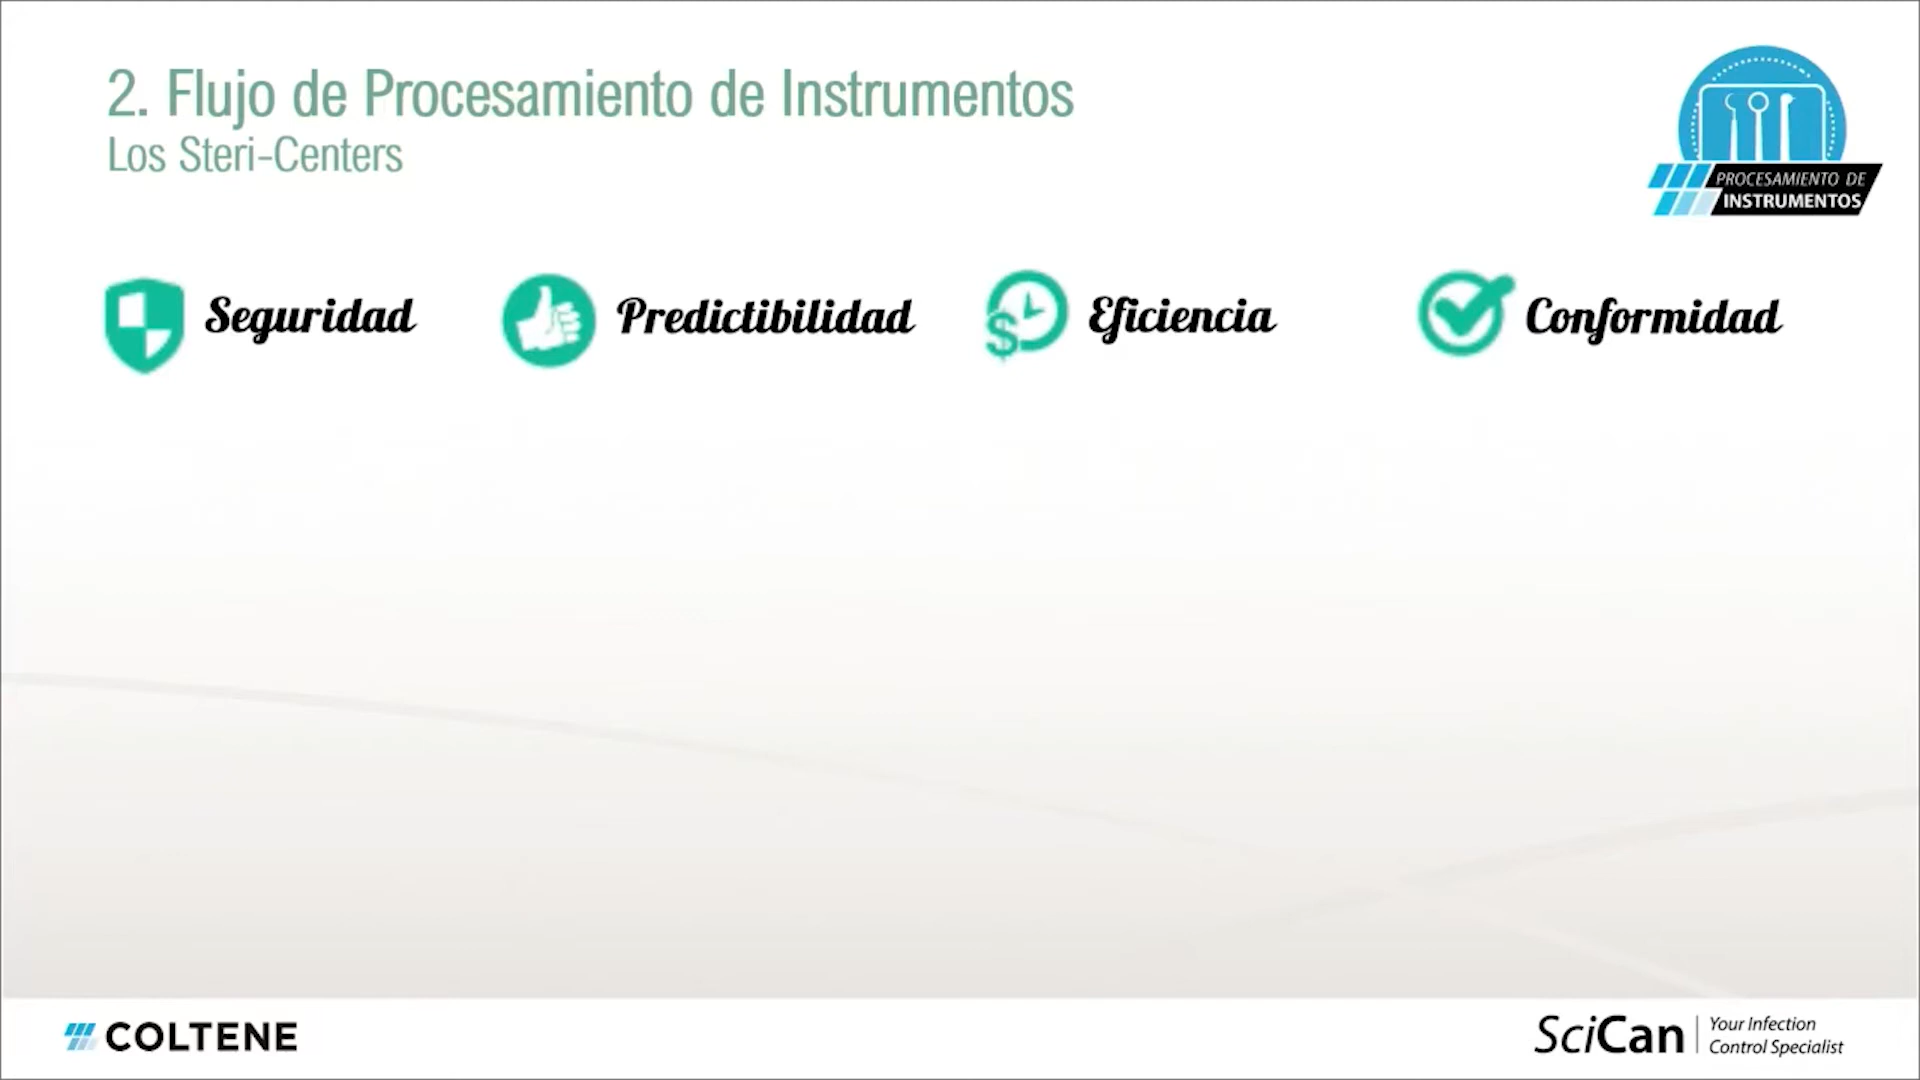 2. Flujo de Procesamiento de Instrumentos
Los Steri-Centers
PROCESAMIENTO DE
INSTRUMENTOS
Seguridad
Predictibilidad
Eficiencia
Conformidad
COLTENE
SciCan
Your Infection
Control Specialist